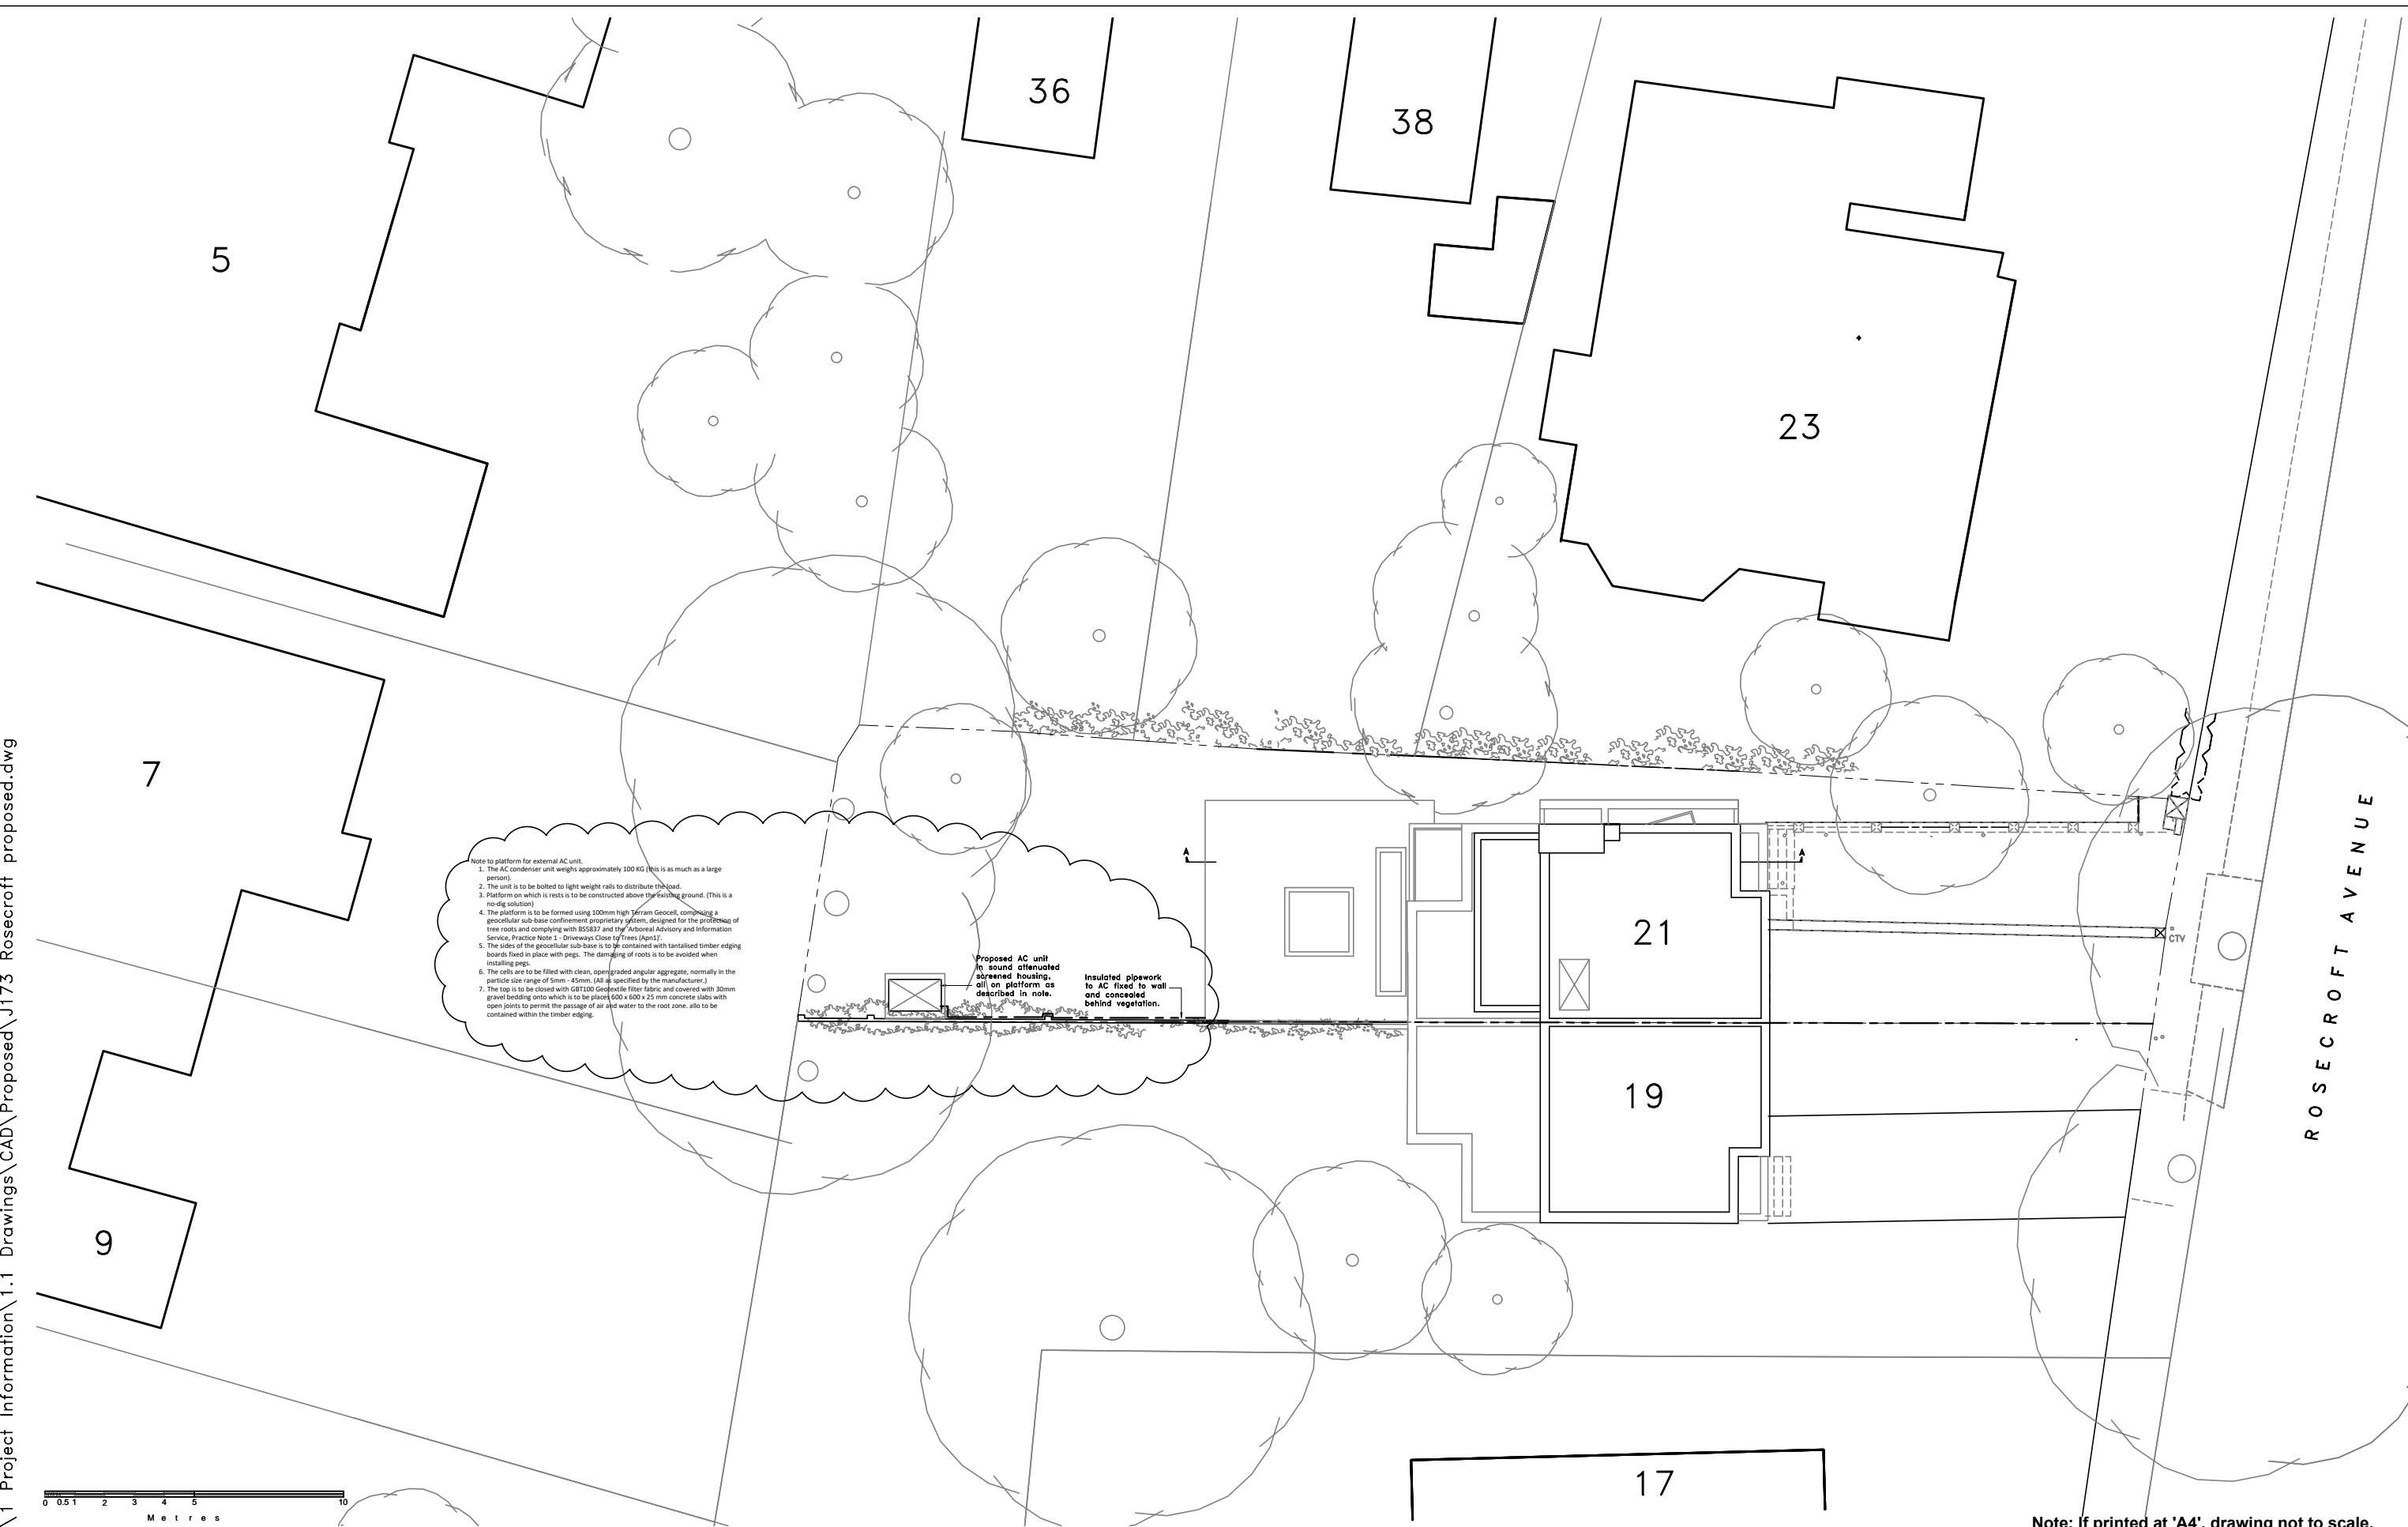 36
38
5
23
7
Note to platform for external AC unit.
1. The AC condenser unit weighs approximately 100 KG (this is as much as a large
person).
2. The unit is to be bolted to light weight rails to distribute the load.
3. Platform on which is rests is to be constructed above the existing ground. (This is a
no-dig solution)
4. The platform is to be formed using 100mm high Terram Geocell, comprising a
geocellular sub-base confinement proprietary system, designed for the protection of
tree roots and complying with BS5837 and the 'Arboreal Advisory and Information
Service, Practice Note 1 - Driveways Close to Trees (Apn1)'.
5. The sides of the geocellular sub-base is to be contained with tantalised timber edging
boards fixed in place with pegs. The damaging of roots is to be avoided when
installing pegs.
6. The cells are to be filled with clean, open graded angular aggregate, normally in the
particle size range of 5mm - 45mm. (All as specified by the manufacturer.)
7. The top is to be closed with GBT100 Geotextile filter fabric and covered with 30mm
gravel bedding onto which is to be places 600 x 600 x 25 mm concrete slabs with
open joints to permit the passage of air and water to the root zone. allo to be
contained within the timber edging.
Proposed AC unit
in sound attenuated
screened housing,
all on platform as
described in note.
Insulated pipework
to AC fixed to wall
and concealed
behind vegetation.
A
A
21
CTV
19
ROSECROFT AVENUE
9
17
0 0.5 1 2 3 4 5 10
Metres
\1 Project Information\1.1 Drawings\CAD\Proposed\J173 Rosecroft proposed.dwg
Note: If printed at 'A4', drawing not to scale.